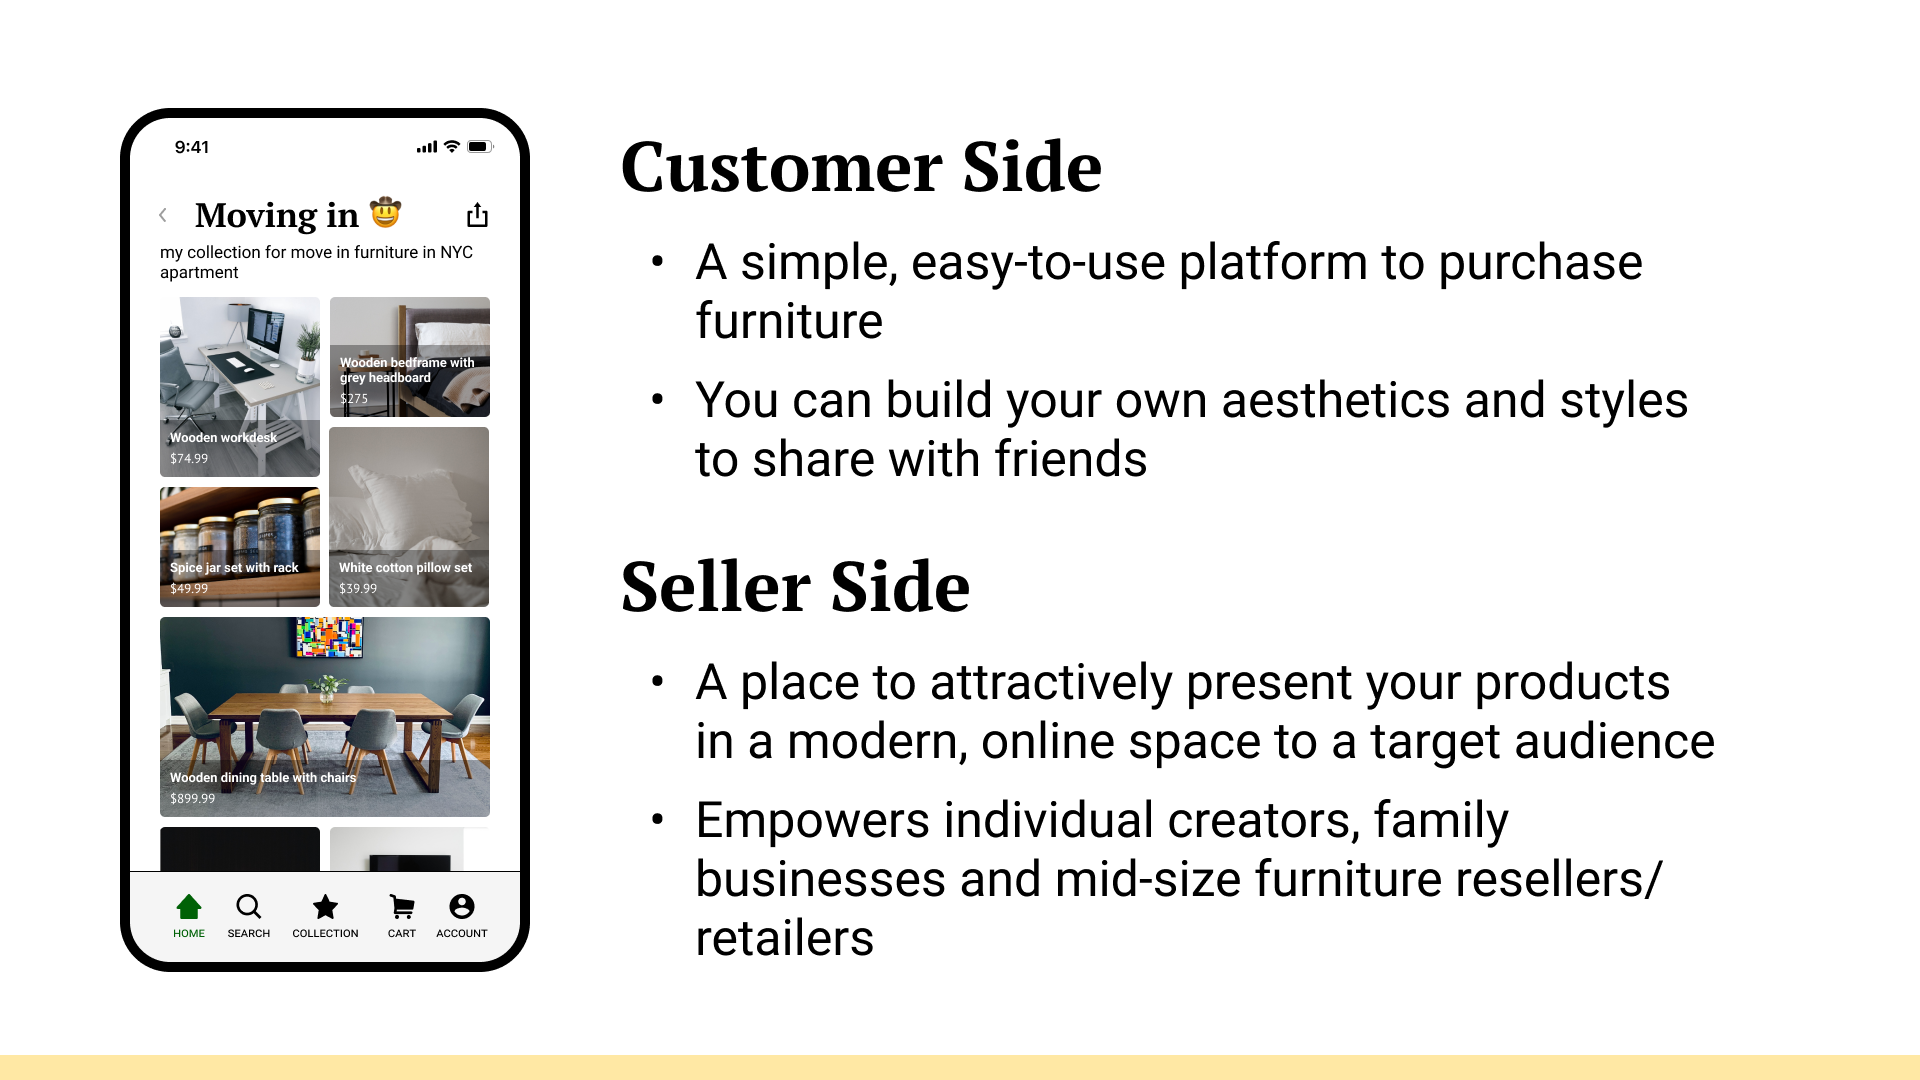 9:41
Moving in 🤠
my collection for move in furniture in NYC
apartment
Wooden workdesk
$74.99
Wooden bedframe with
grey headboard
$275
Spice jar set with rack
$49.99
White cotton pillow set
$39.99
Wooden dining table with chairs
$899.99
HOME
SEARCH
COLLECTION
CART
ACCOUNT
Customer Side
• A simple, easy-to-use platform to purchase
furniture
• You can build your own aesthetics and styles
to share with friends
Seller Side
• A place to attractively present your products
in a modern, online space to a target audience
• Empowers individual creators, family
businesses and mid-size furniture resellers/
retailers